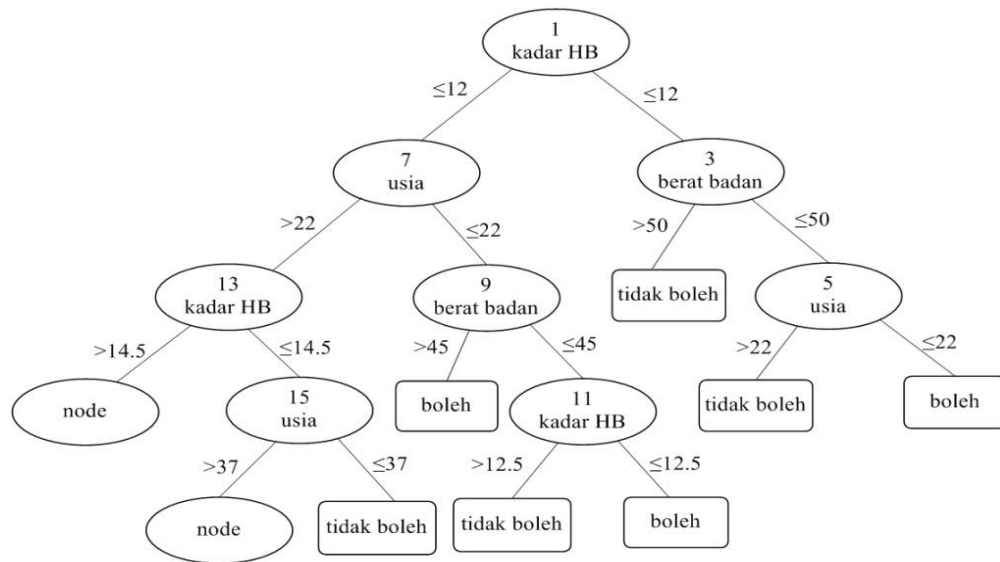 1
kadar HB
≤12
≤12
7
usia
3
berat badan
>22
≤22
>50
≤50
13
kadar HB
9
berat badan
tidak boleh
5
usia
>14.5
≤14.5
>45
≤45
>22
≤22
node
15
usia
boleh
11
kadar HB
tidak boleh
boleh
>37
≤37
>12.5
≤12.5
node
tidak boleh
tidak boleh
boleh